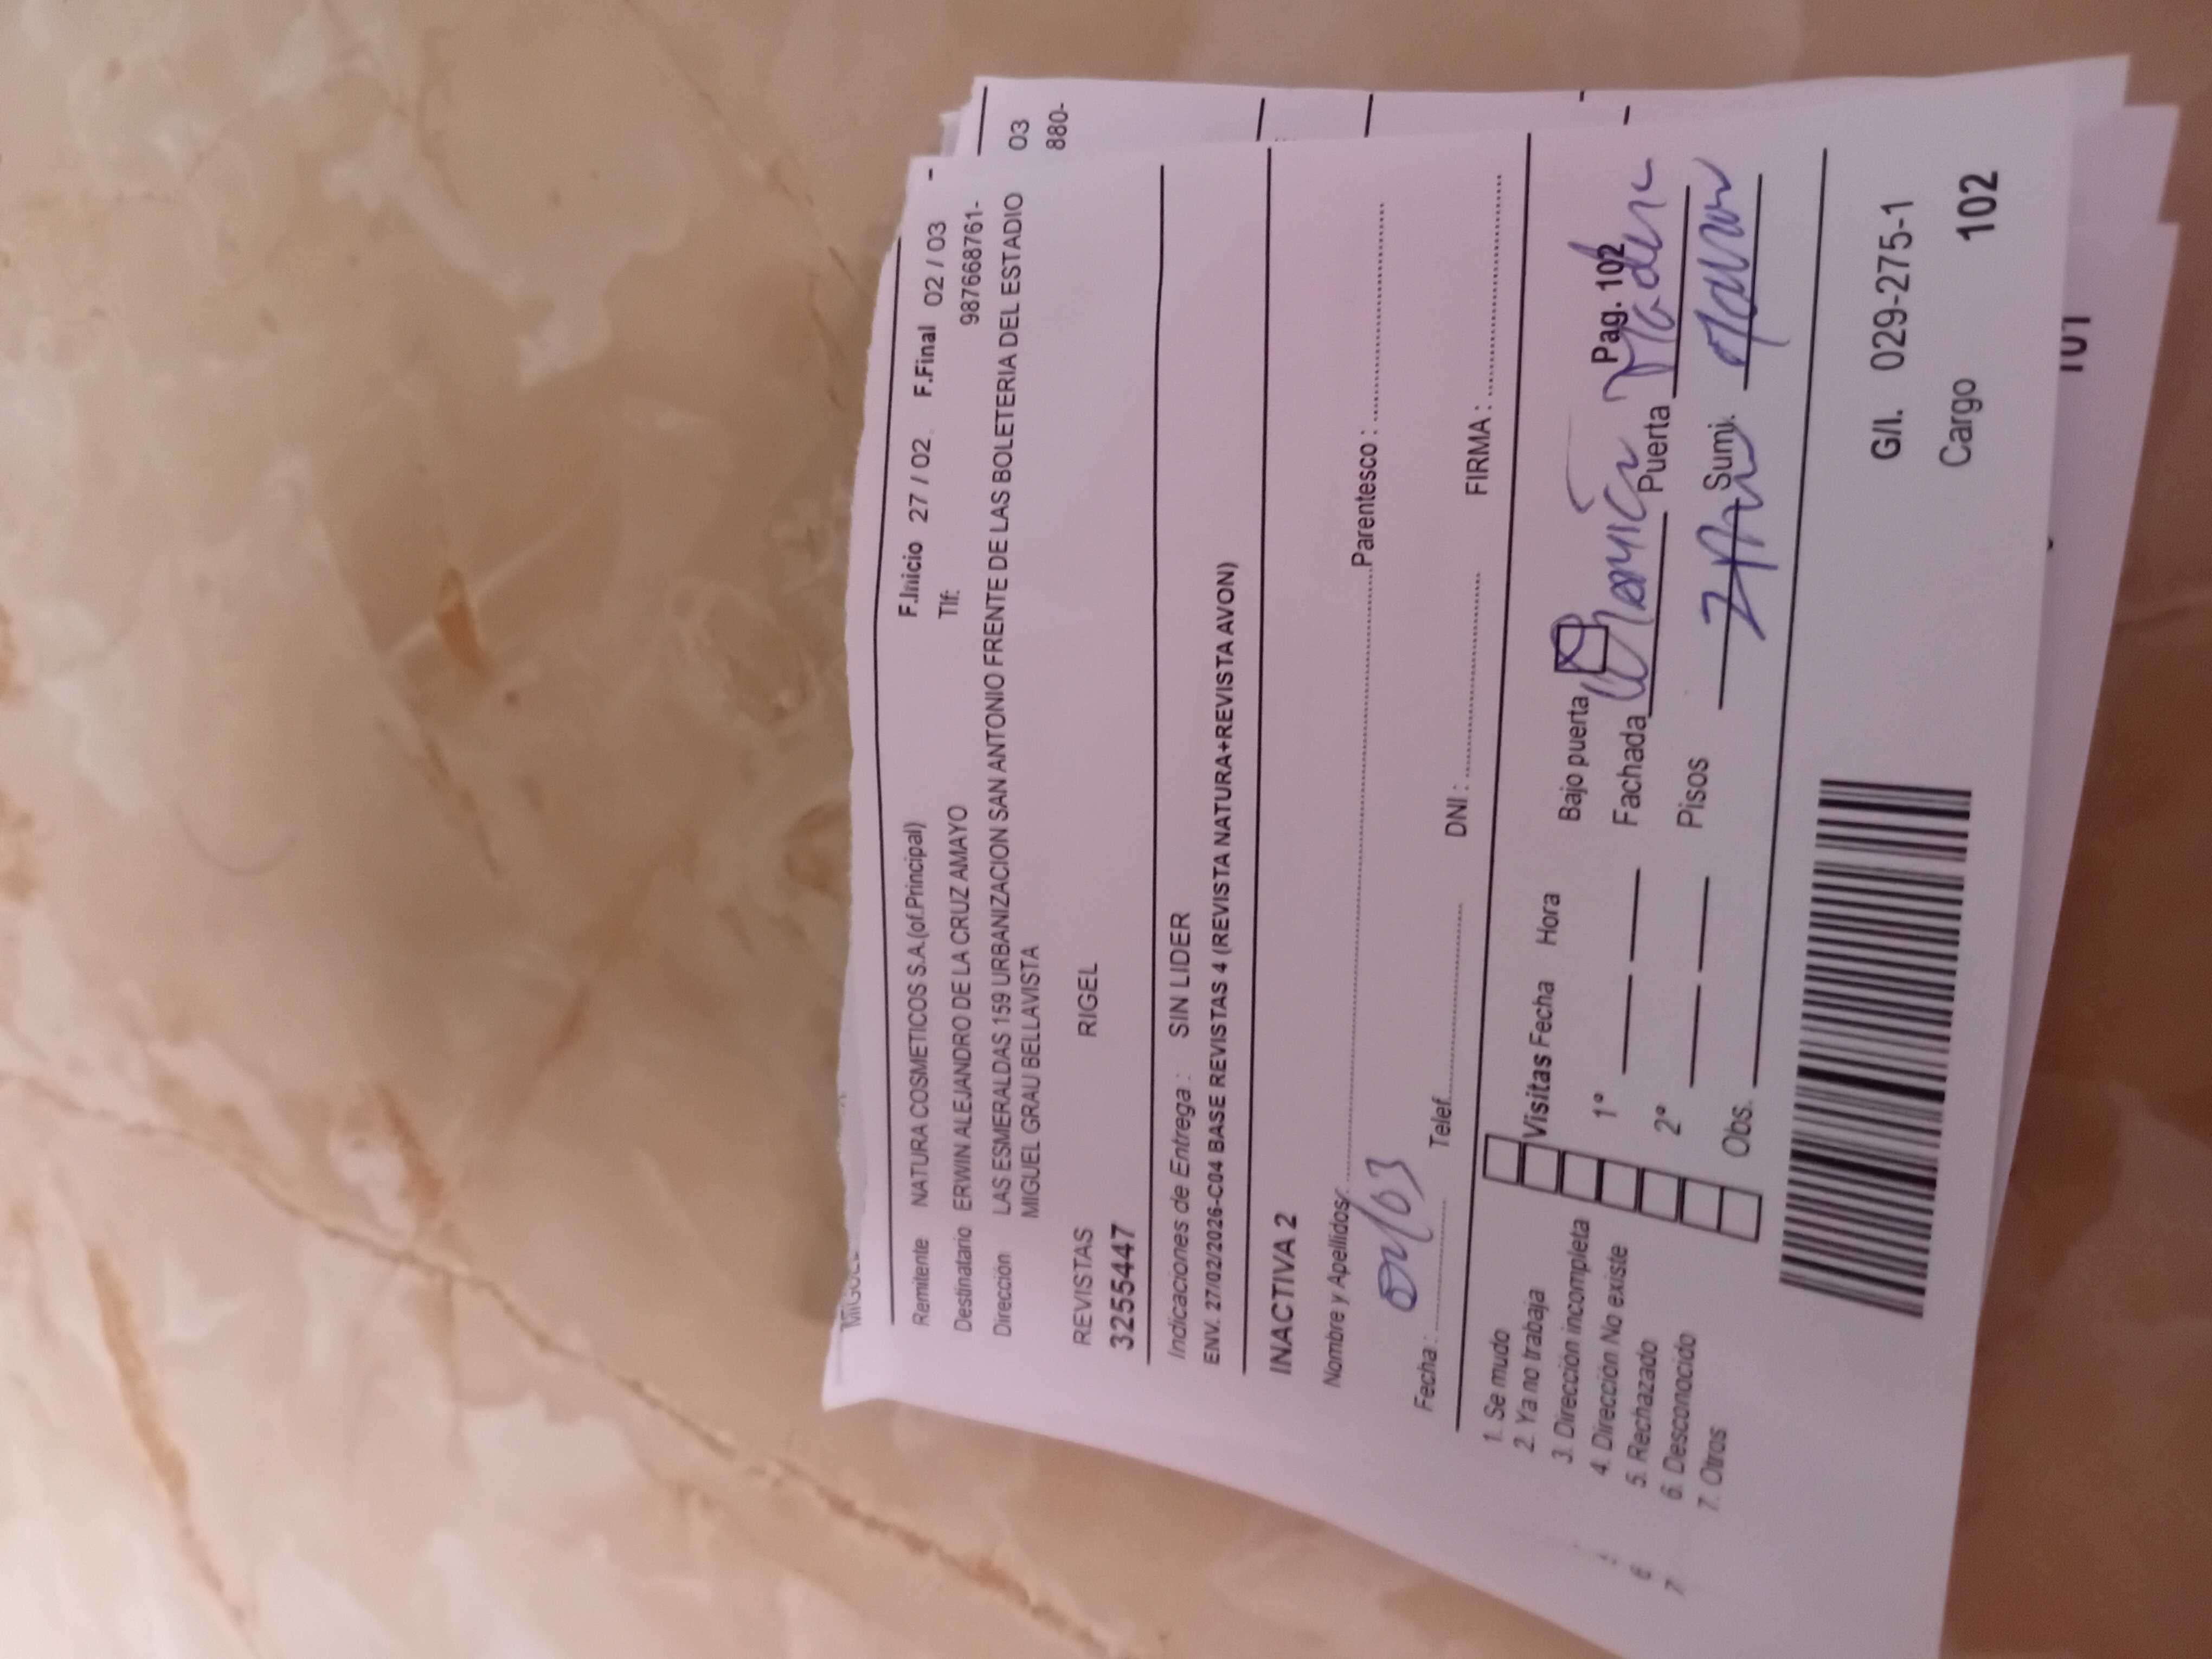 Remitente NATURA COSMETICOS S.A.(of.Principal) F.Inicio 27 / 02 F.Final 02 / 03 -
Destinatario ERWIN ALEJANDRO DE LA CRUZ AMAYO Tlf: 987668761-
Dirección LAS ESMERALDAS 159 URBANIZACION SAN ANTONIO FRENTE DE LAS BOLETERIA DEL ESTADIO
MIGUEL GRAU BELLAVISTA
03
880-
REVISTAS RIGEL
3255447
Indicaciones de Entrega : SIN LIDER
ENV. 27/02/2026-C04 BASE REVISTAS 4 (REVISTA NATURA+REVISTA AVON)
INACTIVA 2
Nombre y Apellidos Parentesco :
Fecha : 02/03 Telef. DNI : FIRMA :
1. Se mudo
2. Ya no trabaja
3. Dirección incompleta
4. Dirección No existe
5. Rechazado
6. Desconocido
7. Otros
Visitas Fecha Hora Bajo puerta
Pag. 102
1° Fachada Puerta
2° Pisos Sumi.
Obs.
G/I. 029-275-1
Cargo 102
101